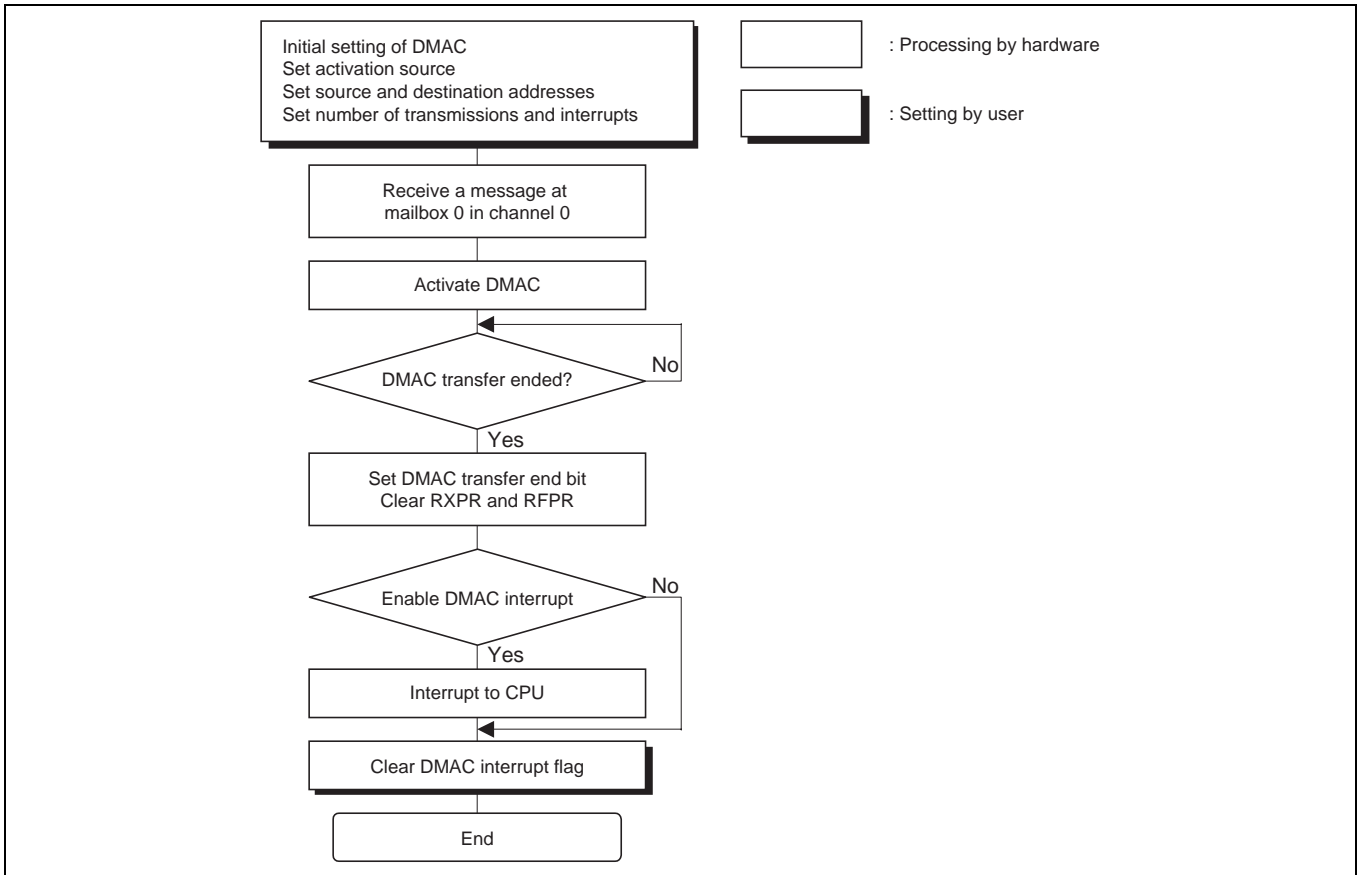 Initial setting of DMAC
Set activation source
Set source and destination addresses
Set number of transmissions and interrupts
: Processing by hardware
: Setting by user
Receive a message at
mailbox 0 in channel 0
Activate DMAC
DMAC transfer ended?
No
Yes
Set DMAC transfer end bit
Clear RXPR and RFPR
Enable DMAC interrupt
No
Yes
Interrupt to CPU
Clear DMAC interrupt flag
End